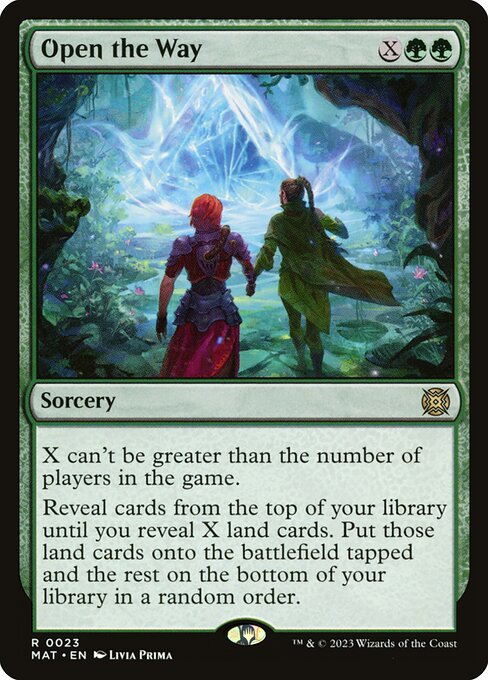 Open the Way X
Sorcery
X can't be greater than the number of
players in the game.
Reveal cards from the top of your library
until you reveal X land cards. Put those
land cards onto the battlefield tapped
and the rest on the bottom of your
library in a random order.
R 0023
MAT • EN Livia Prima
™ & © 2023 Wizards of the Coast